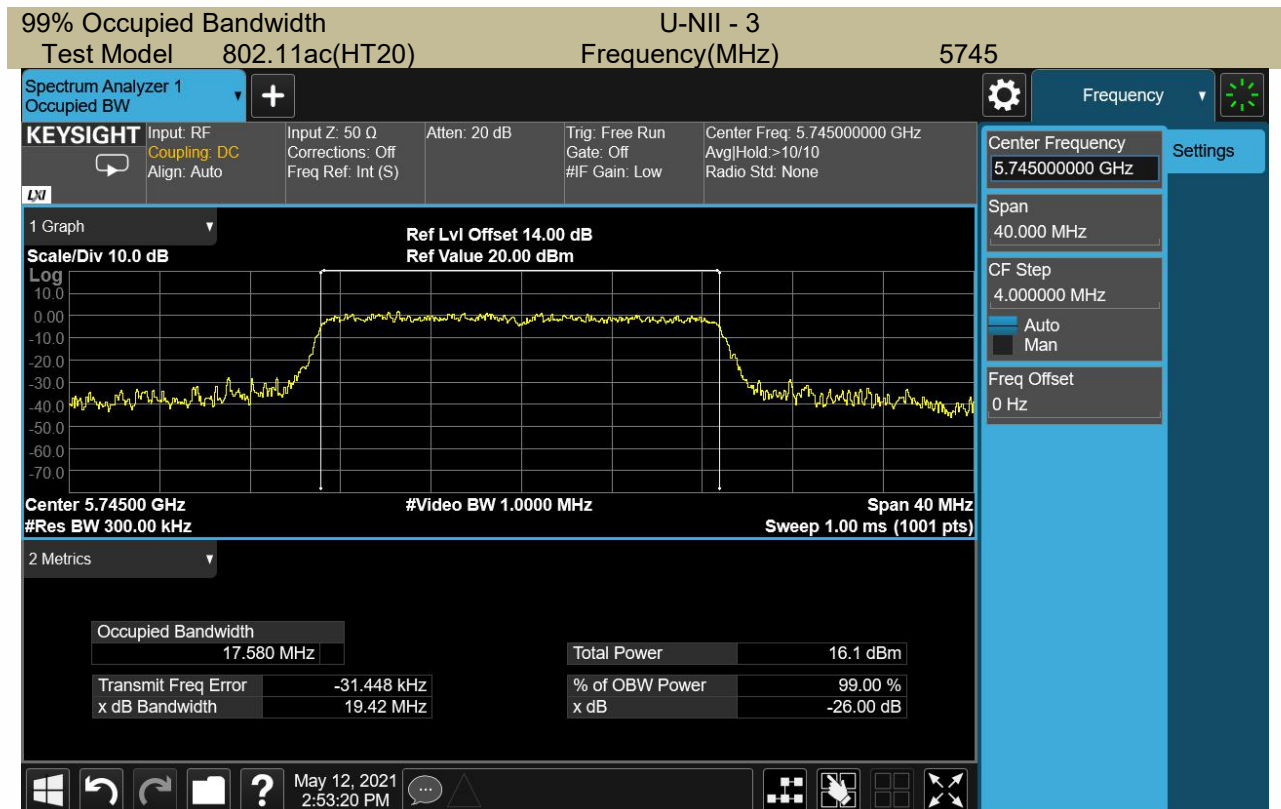 99% Occupied Bandwidth U-NII - 3
Test Model 802.11ac(HT20) Frequency(MHz) 5745
Spectrum Analyzer 1
Occupied BW
Frequency
KEYSIGHT
LXI
Input: RF
Coupling: DC
Align: Auto
Input Z: 50 Ω
Corrections: Off
Freq Ref: Int (S)
Atten: 20 dB
Trig: Free Run
Gate: Off
#IF Gain: Low
Center Freq: 5.745000000 GHz
Avg|Hold:>10/10
Radio Std: None
Center Frequency
5.745000000 GHz
Settings
Span
40.000 MHz
CF Step
4.000000 MHz
Auto
Man
Freq Offset
0 Hz
1 Graph
Scale/Div 10.0 dB
Ref Lvl Offset 14.00 dB
Ref Value 20.00 dBm
Log
10.0
0.00
-10.0
-20.0
-30.0
-40.0
-50.0
-60.0
-70.0
Center 5.74500 GHz #Video BW 1.0000 MHz Span 40 MHz
#Res BW 300.00 kHz Sweep 1.00 ms (1001 pts)
2 Metrics
Occupied Bandwidth
17.580 MHz
Total Power 16.1 dBm
Transmit Freq Error -31.448 kHz
% of OBW Power 99.00 %
x dB Bandwidth 19.42 MHz
x dB -26.00 dB
?
May 12, 2021
2:53:20 PM